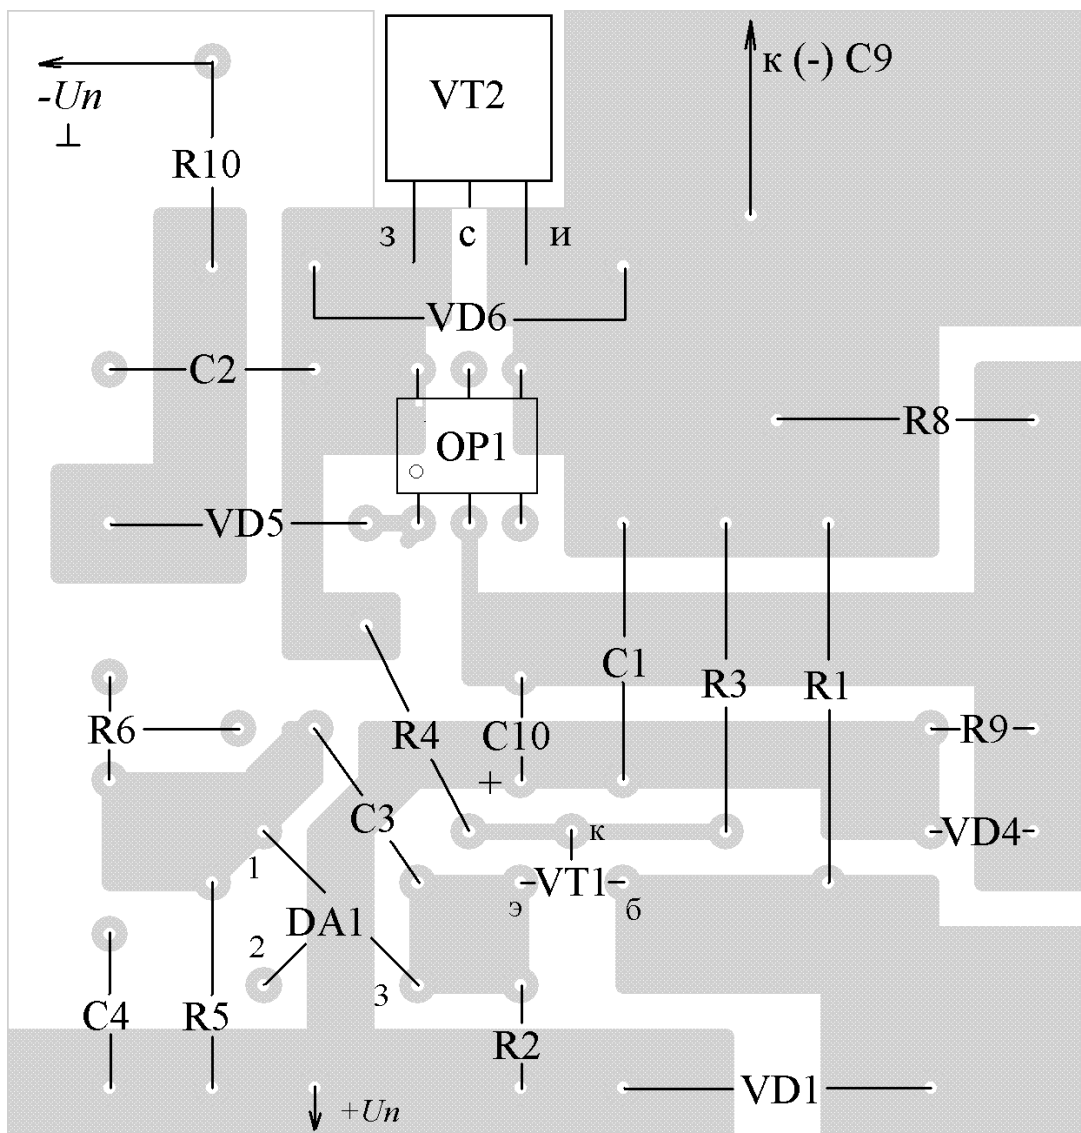 к (-) C9
VT2
-Un
⊥
R10
з
с
и
VD6
C2
R8
OP1
VD5
C1
R3
R1
R6
R4
C10
R9
+
C3
к
VD4
1
VT1
э
б
DA1
2
3
C4
R5
R2
VD1
+Un